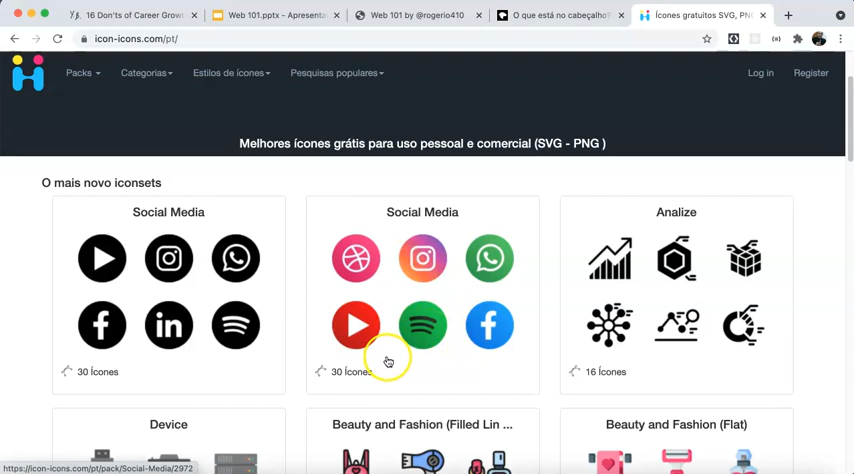 16 Don'ts of Career Growt
Web 101.pptx - Apresenta
Web 101 by @rogerio410
O que está no cabeçalho?
Ícones gratuitos SVG, PN
icon-icons.com/pt/
Packs
Categorias
Estilos de ícones
Pesquisas populares
Log in
Register
Melhores ícones grátis para uso pessoal e comercial (SVG - PNG )
O mais novo iconsets
Social Media
Social Media
Analize
30 Ícones
30 Ícones
16 Ícones
Device
Beauty and Fashion (Filled Lin ...
Beauty and Fashion (Flat)
https://icon-icons.com/pt/pack/Social-Media/2972